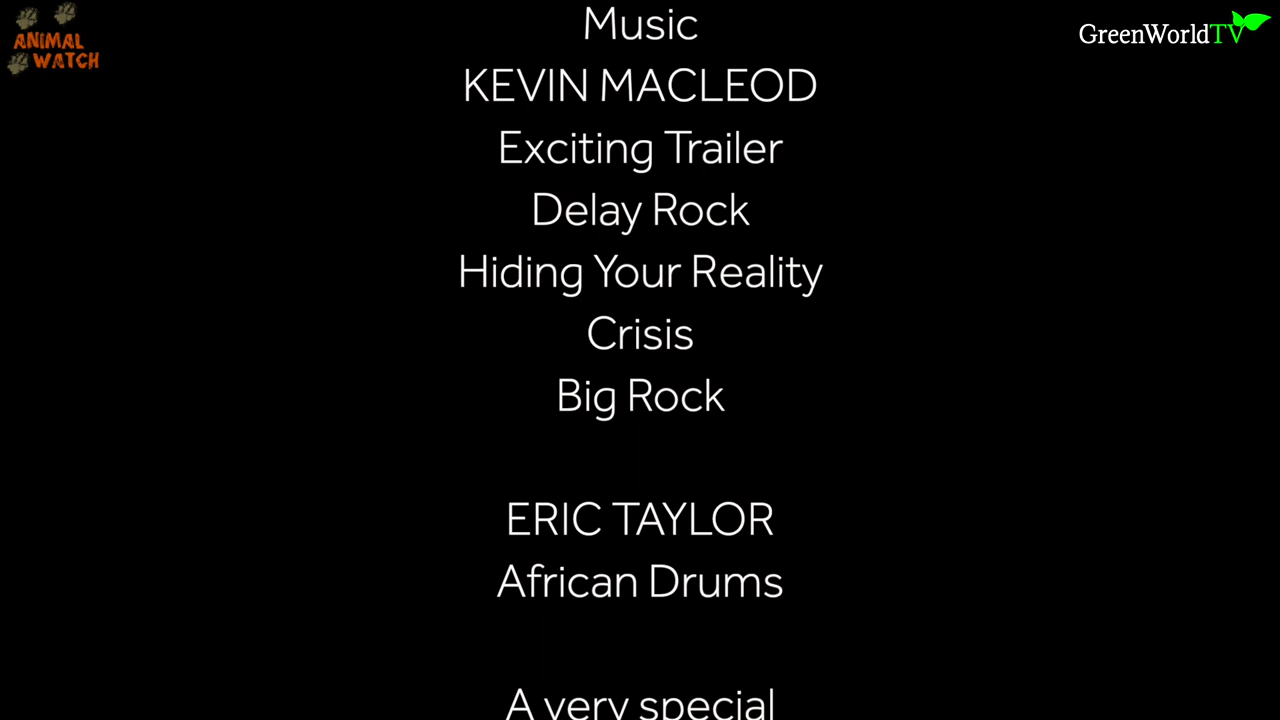 ANIMAL
WATCH
GreenWorldTV
Music
KEVIN MACLEOD
Exciting Trailer
Delay Rock
Hiding Your Reality
Crisis
Big Rock
ERIC TAYLOR
African Drums
A very special